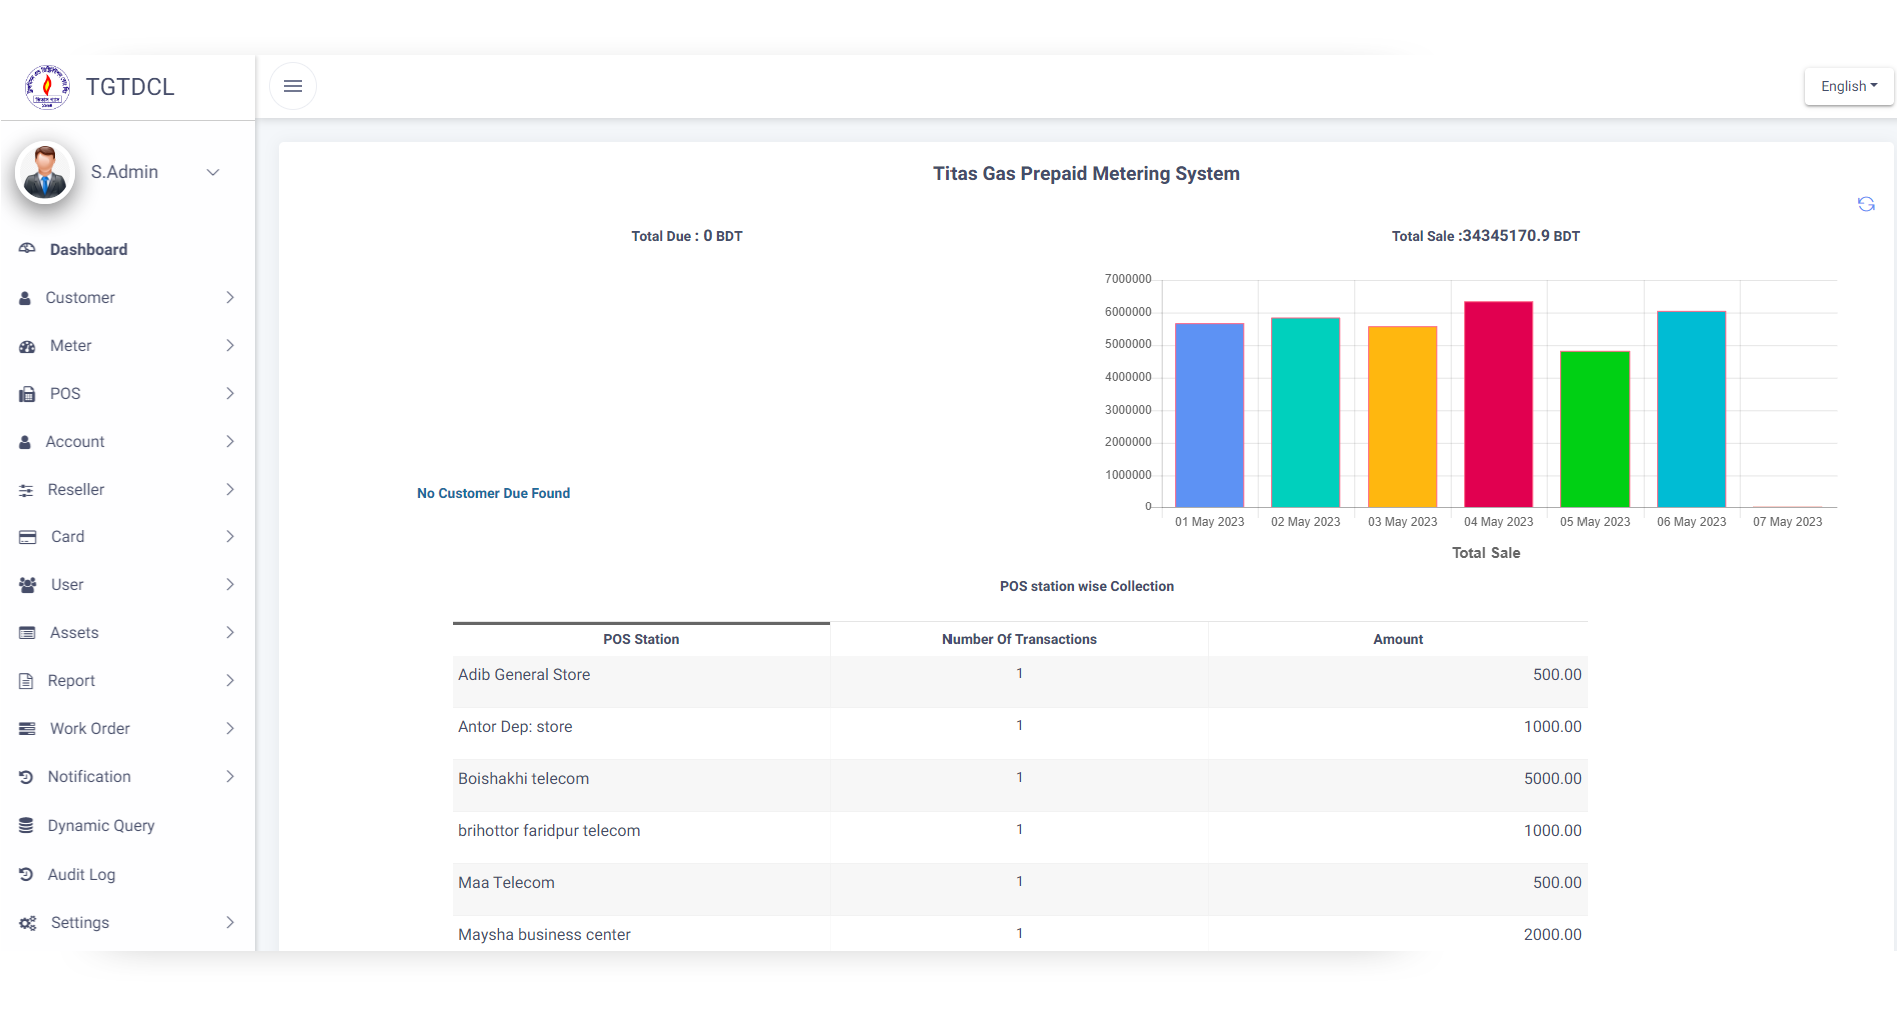 TGTDCL
English
S.Admin
Dashboard
Customer
Meter
POS
Account
Reseller
Card
User
Assets
Report
Work Order
Notification
Dynamic Query
Audit Log
Settings
Titas Gas Prepaid Metering System
Total Due : 0 BDT
No Customer Due Found
Total Sale :34345170.9 BDT
7000000
6000000
5000000
4000000
3000000
2000000
1000000
0
01 May 2023 02 May 2023 03 May 2023 04 May 2023 05 May 2023 06 May 2023 07 May 2023
Total Sale
POS station wise Collection
POS Station Number Of Transactions Amount
Adib General Store 1 500.00
Antor Dep: store 1 1000.00
Boishakhi telecom 1 5000.00
brihottor faridpur telecom 1 1000.00
Maa Telecom 1 500.00
Maysha business center 1 2000.00